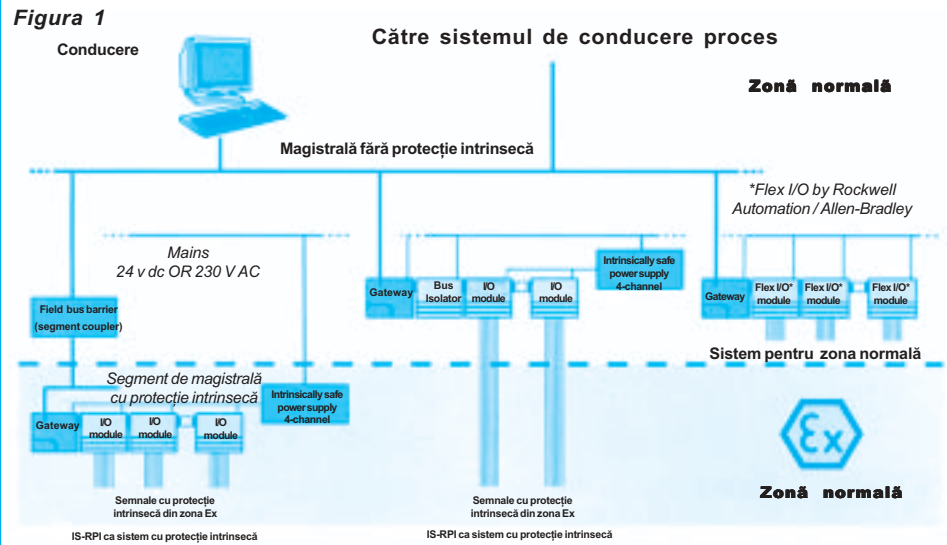 Figura 1
Conducere
Către sistemul de conducere proces
Zonă normală
Magistrală fără protecție intrinsecă
*Flex I/O by Rockwell
Automation / Allen-Bradley
Mains
24 v dc OR 230 V AC
Field bus barrier
(segment coupler)
Gateway
Bus
Isolator
I/O
module
I/O
module
Intrinsically safe
power supply
4-channel
Gateway
Flex I/O*
module
Flex I/O*
module
Flex I/O*
module
Sistem pentru zona normală
Segment de magistrală
cu protecție intrinsecă
Gateway
I/O
module
I/O
module
I/O
module
Intrinsically safe
power supply
4-channel
Ex
Zonă normală
Semnale cu protecție
intrinsecă din zona Ex
IS-RPI ca sistem cu protecție intrinsecă
Semnale cu protecție
intrinsecă din zona Ex
IS-RPI ca sistem cu protecție intrinsecă